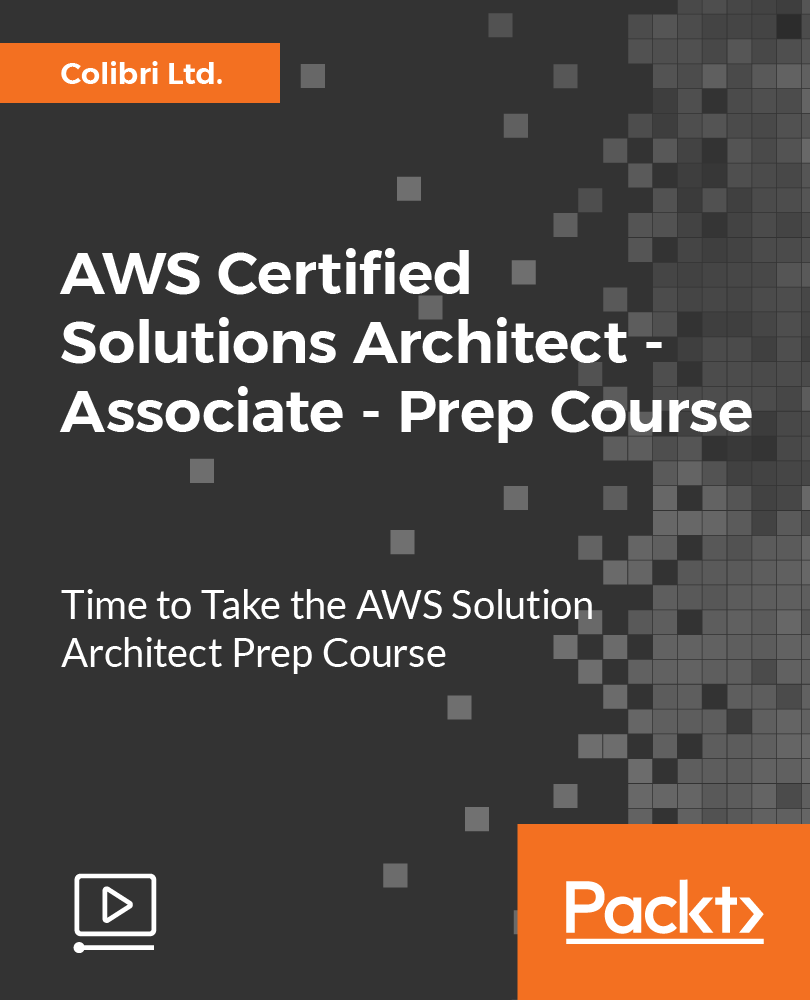 Colibri Ltd.
AWS Certified
Solutions Architect -
Associate - Prep Course
Time to Take the AWS Solution
Architect Prep Course
Packt